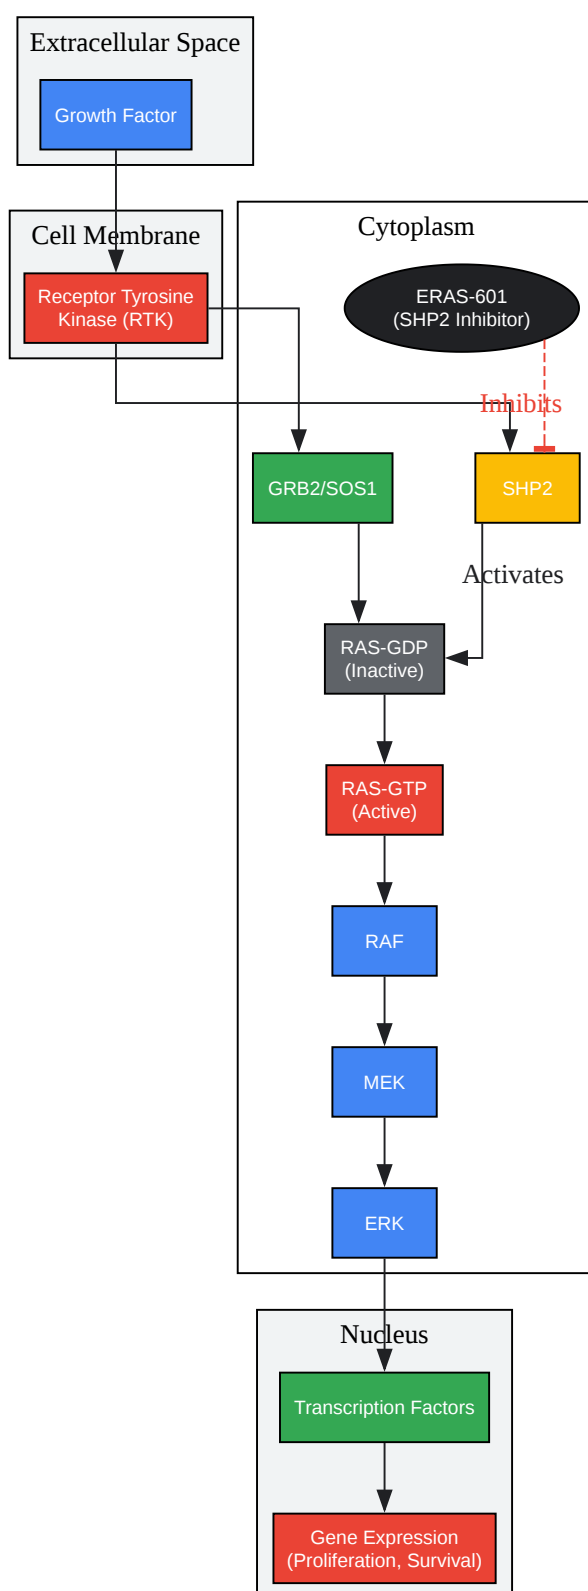 Extracellular Space
Growth Factor
Cell Membrane
Receptor Tyrosine
Kinase (RTK)
Cytoplasm
ERAS-601
(SHP2 Inhibitor)
Inhibits
GRB2/SOS1
SHP2
Activates
RAS-GDP
(Inactive)
RAS-GTP
(Active)
RAF
MEK
ERK
Nucleus
Transcription Factors
Gene Expression
(Proliferation, Survival)